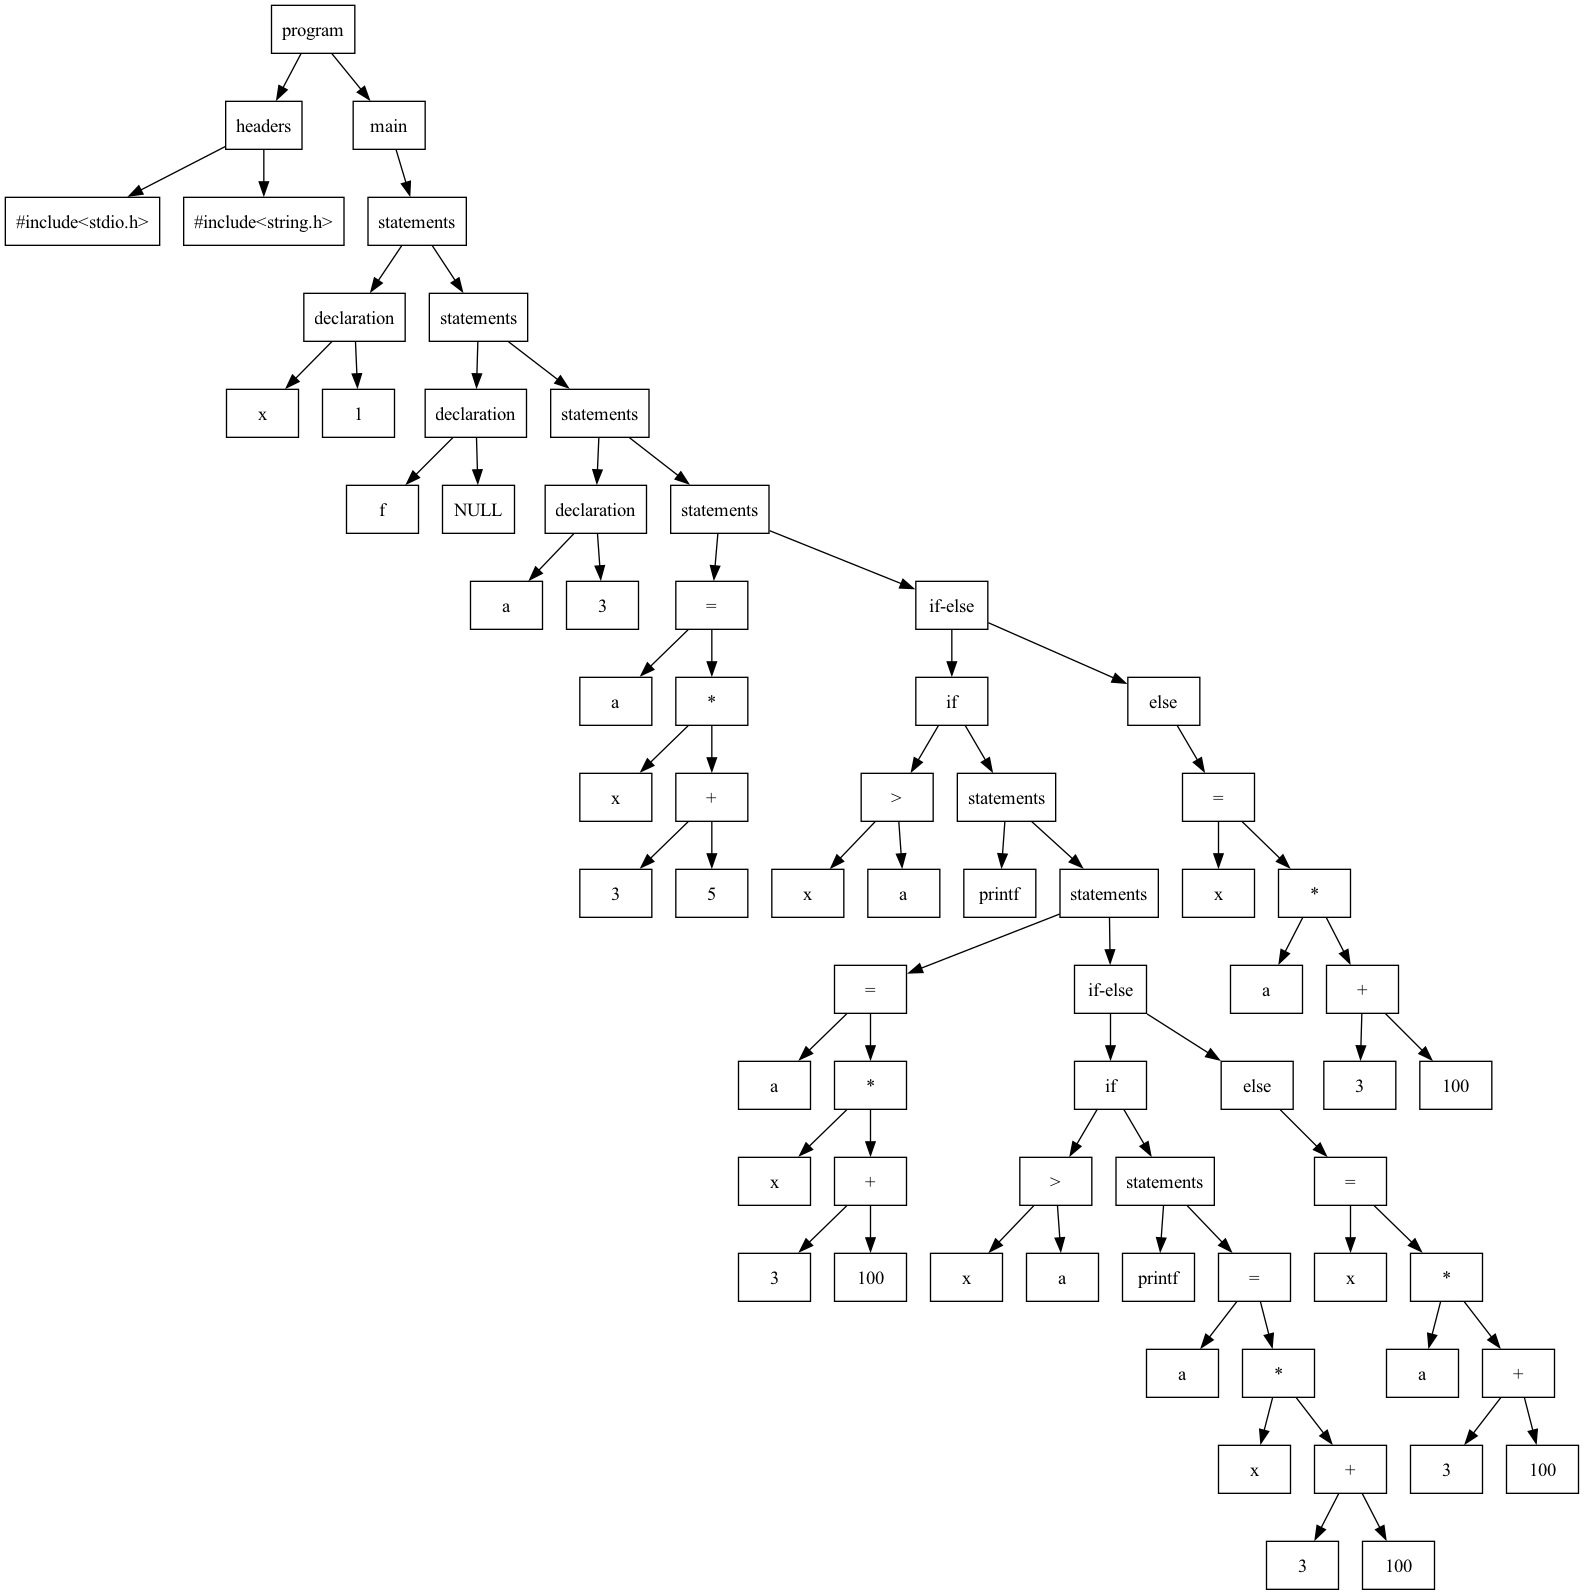 program
headers
main
#include<stdio.h>
#include<string.h>
statements
declaration
statements
x
1
declaration
statements
f
NULL
declaration
statements
a
3
=
if-else
a
*
if
else
x
+
>
statements
=
3
5
x
a
printf
statements
x
*
=
if-else
a
+
a
*
if
else
3
100
x
+
>
statements
=
3
100
x
a
printf
=
x
*
a
*
a
+
x
+
3
100
3
100